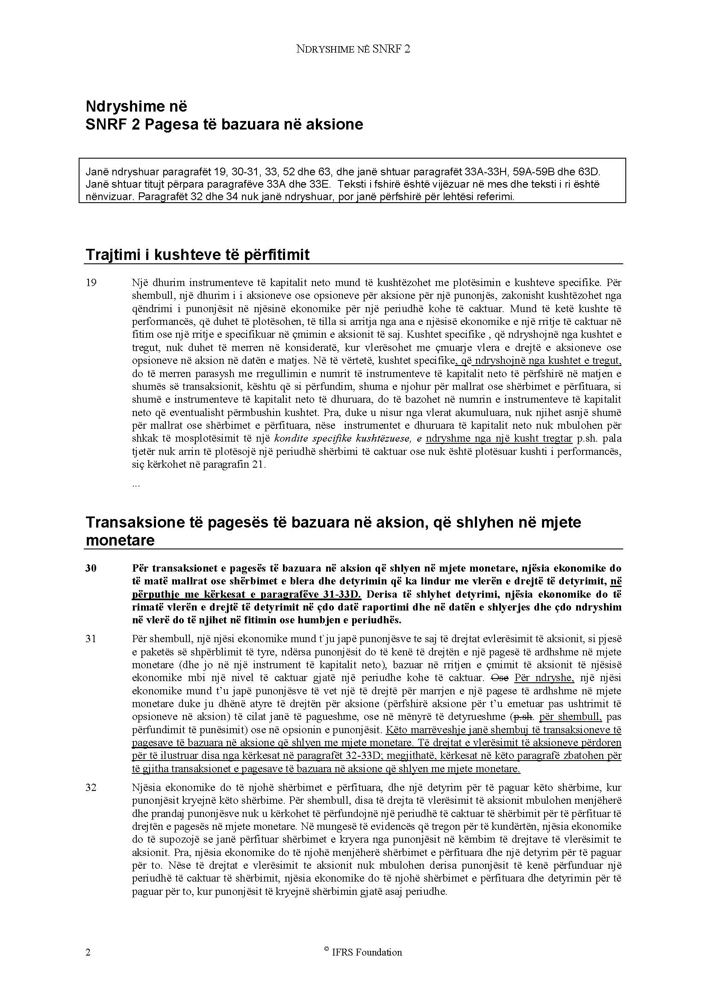 NDRYSHIME NË SNRF 2
Ndryshime në
SNRF 2 Pagesa të bazuara në aksione
Janë ndryshuar paragrafët 19, 30-31, 33, 52 dhe 63, dhe janë shtuar paragrafët 33A-33H, 59A-59B dhe 63D.
Janë shtuar titujt përpara paragrafëve 33A dhe 33E.  Teksti i fshirë është vijëzuar në mes dhe teksti i ri është
nënvizuar. Paragrafët 32 dhe 34 nuk janë ndryshuar, por janë përfshirë për lehtësi referimi.
Trajtimi i kushteve të përfitimit
19 Një dhurim instrumenteve të kapitalit neto mund të kushtëzohet me plotësimin e kushteve specifike. Për
shembull, një dhurim i i aksioneve ose opsioneve për aksione për një punonjës, zakonisht kushtëzohet nga
qëndrimi i punonjësit në njësinë ekonomike për një periudhë kohe të caktuar. Mund të ketë kushte të
performancës, që duhet të plotësohen, të tilla si arritja nga ana e njësisë ekonomike e një rritje të caktuar në
fitim ose një rritje e specifikuar në çmimin e aksionit të saj. Kushtet specifike , që ndryshojnë nga kushtet e
tregut, nuk duhet të merren në konsideratë, kur vlerësohet me çmuarje vlera e drejtë e aksioneve ose
opsioneve në aksion në datën e matjes. Në të vërtetë, kushtet specifike, që ndryshojnë nga kushtet e tregut,
do të merren parasysh me rregullimin e numrit të instrumenteve të kapitalit neto të përfshirë në matjen e
shumës së transaksionit, kështu që si përfundim, shuma e njohur për mallrat ose shërbimet e përfituara, si
shumë e instrumenteve të kapitalit neto të dhuruara, do të bazohet në numrin e instrumenteve të kapitalit
neto që eventualisht përmbushin kushtet. Pra, duke u nisur nga vlerat akumuluara, nuk njihet asnjë shumë
për mallrat ose shërbimet e përfituara, nëse  instrumentet e dhuruara të kapitalit neto nuk mbulohen për
shkak të mosplotësimit të një kondite specifike kushtëzuese, e ndryshme nga një kusht tregtar p.sh. pala
tjetër nuk arrin të plotësojë një periudhë shërbimi të caktuar ose nuk është plotësuar kushti i performancës,
siç kërkohet në paragrafin 21.
...
Transaksione të pagesës të bazuara në aksion, që shlyhen në mjete
monetare
30 Për transaksionet e pagesës të bazuara në aksion që shlyen në mjete monetare, njësia ekonomike do
të matë mallrat ose shërbimet e blera dhe detyrimin që ka lindur me vlerën e drejtë të detyrimit, në
përputhje me kërkesat e paragrafëve 31-33D. Derisa të shlyhet detyrimi, njësia ekonomike do të
rimatë vlerën e drejtë të detyrimit në çdo datë raportimi dhe në datën e shlyerjes dhe çdo ndryshim
në vlerë do të njihet në fitimin ose humbjen e periudhës.
31 Për shembull, një njësi ekonomike mund t`ju japë punonjësve te saj të drejtat evlerësimit të aksionit, si pjesë
e paketës së shpërblimit të tyre, ndërsa punonjësit do të kenë të drejtën e një pagesë të ardhshme në mjete
monetare (dhe jo në një instrument të kapitalit neto), bazuar në rritjen e çmimit të aksionit të njësisë
ekonomike mbi një nivel të caktuar gjatë një periudhe kohe të caktuar. Ose Për ndryshe, një njësi
ekonomike mund t’u japë punonjësve të vet një të drejtë për marrjen e një pagese të ardhshme në mjete
monetare duke ju dhënë atyre të drejtën për aksione (përfshirë aksione për t’u emetuar pas ushtrimit të
opsioneve në aksion) të cilat janë të pagueshme, ose në mënyrë të detyrueshme (p.sh. për shembull, pas
përfundimit të punësimit) ose në opsionin e punonjësit. Këto marrëveshje janë shembuj të transaksioneve të
pagesave të bazuara në aksione që shlyen me mjete monetare. Të drejtat e vlerësimit të aksioneve përdoren
për të ilustruar disa nga kërkesat në paragrafët 32-33D; megjithatë, kërkesat në këto paragrafë zbatohen për
të gjitha transaksionet e pagesave të bazuara në aksione që shlyen me mjete monetare.
32 Njësia ekonomike do të njohë shërbimet e përfituara, dhe një detyrim për të paguar këto shërbime, kur
punonjësit kryejnë këto shërbime. Për shembull, disa të drejta të vlerësimit të aksionit mbulohen menjëherë
dhe prandaj punonjësve nuk u kërkohet të përfundojnë një periudhë të caktuar të shërbimit për të përfituar të
drejtën e pagesës në mjete monetare. Në mungesë të evidencës që tregon për të kundërtën, njësia ekonomike
do të supozojë se janë përfituar shërbimet e kryera nga punonjësit në këmbim të drejtave të vlerësimit te
aksionit. Pra, njësia ekonomike do të njohë menjëherë shërbimet e përfituara dhe një detyrim për të paguar
për to. Nëse të drejtat e vlerësimit te aksionit nuk mbulohen derisa punonjësit të kenë përfunduar një
periudhë të caktuar të shërbimit, njësia ekonomike do të njohë shërbimet e përfituara dhe detyrimin për të
paguar për to, kur punonjësit të kryejnë shërbimin gjatë asaj periudhe.
2 © IFRS Foundation